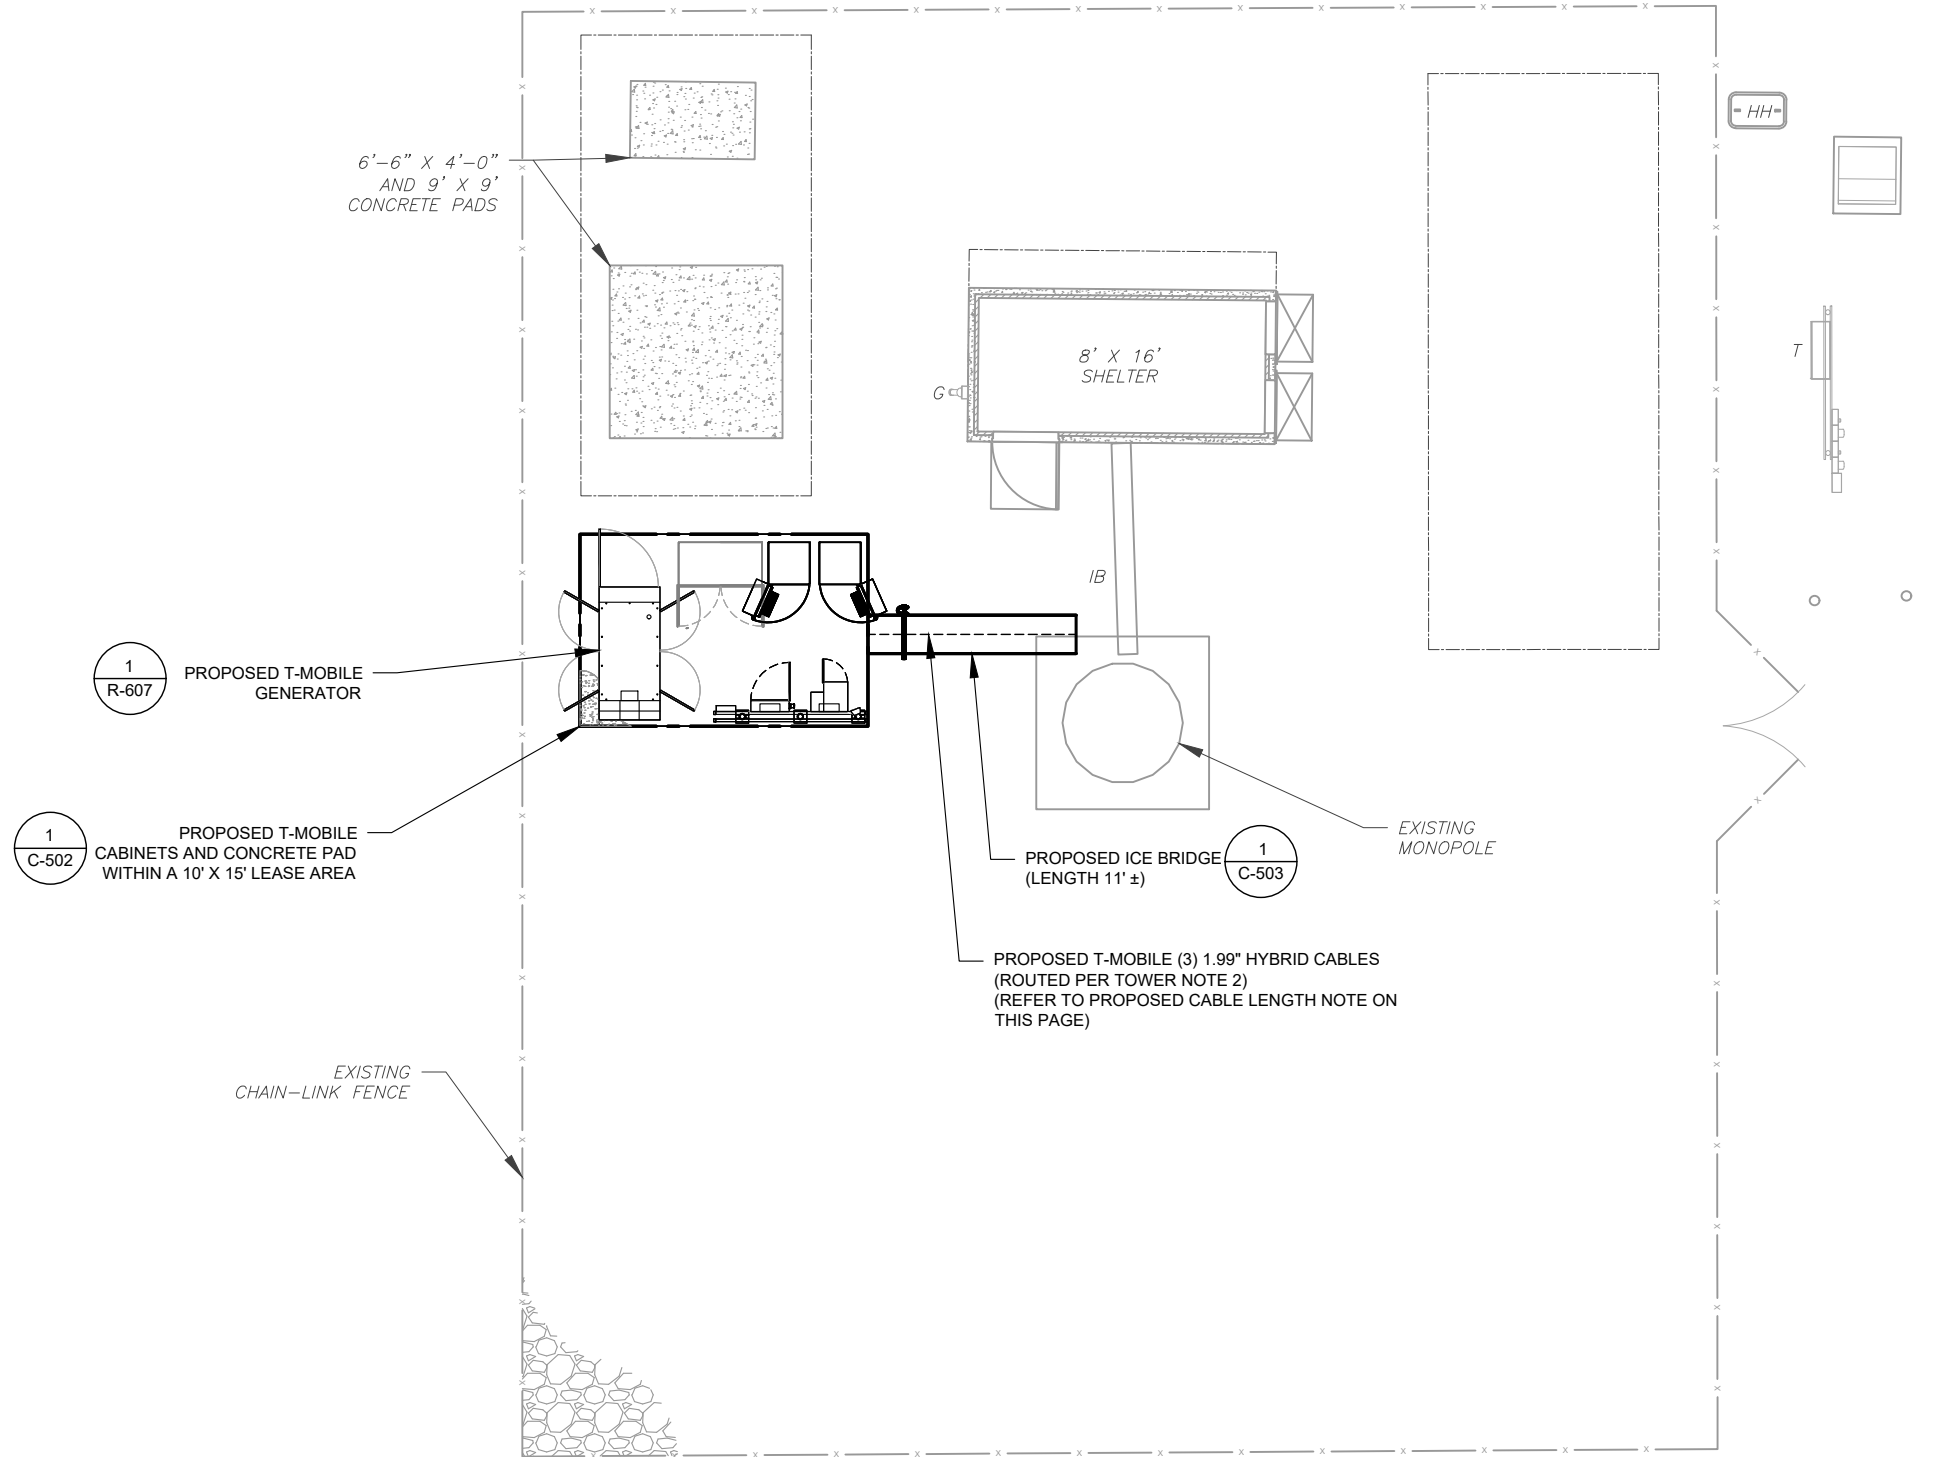 HH
6'-6" X 4'-0"
AND 9' X 9'
CONCRETE PADS
8' X 16'
SHELTER
G
T
IB
1
R-607
PROPOSED T-MOBILE
GENERATOR
1
C-502
PROPOSED T-MOBILE
CABINETS AND CONCRETE PAD
WITHIN A 10' X 15' LEASE AREA
EXISTING
MONOPOLE
PROPOSED ICE BRIDGE
(LENGTH 11' ±)
1
C-503
PROPOSED T-MOBILE (3) 1.99" HYBRID CABLES
(ROUTED PER TOWER NOTE 2)
(REFER TO PROPOSED CABLE LENGTH NOTE ON
THIS PAGE)
EXISTING
CHAIN-LINK FENCE